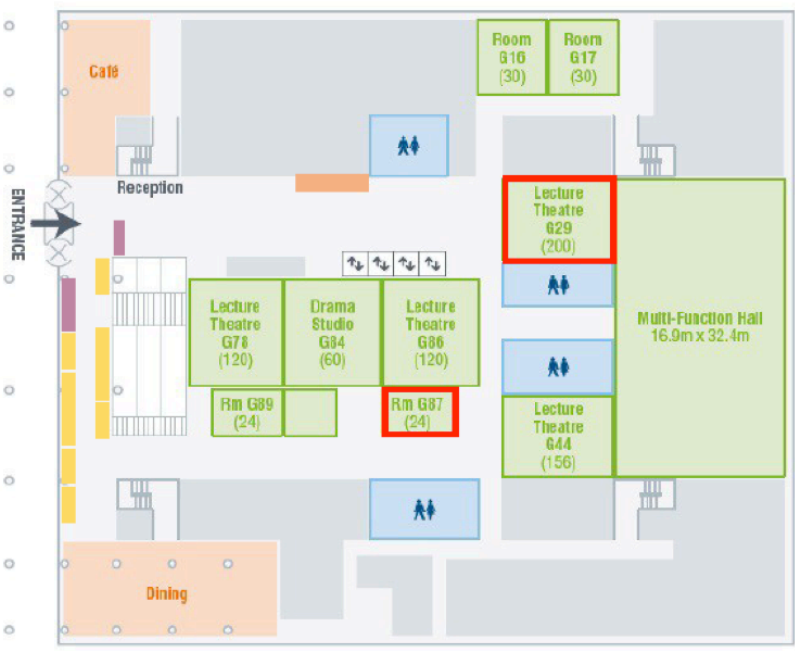 Café
Room
G16
(30)
Room
G17
(30)
Reception
ENTRANCE
Lecture
Theatre
G29
(200)
Lecture
Theatre
G78
(120)
Drama
Studio
G84
(60)
Lecture
Theatre
G86
(120)
Multi-Function Hall
16.9m x 32.4m
Rm G89
(24)
Rm G87
(24)
Lecture
Theatre
G44
(156)
Dining